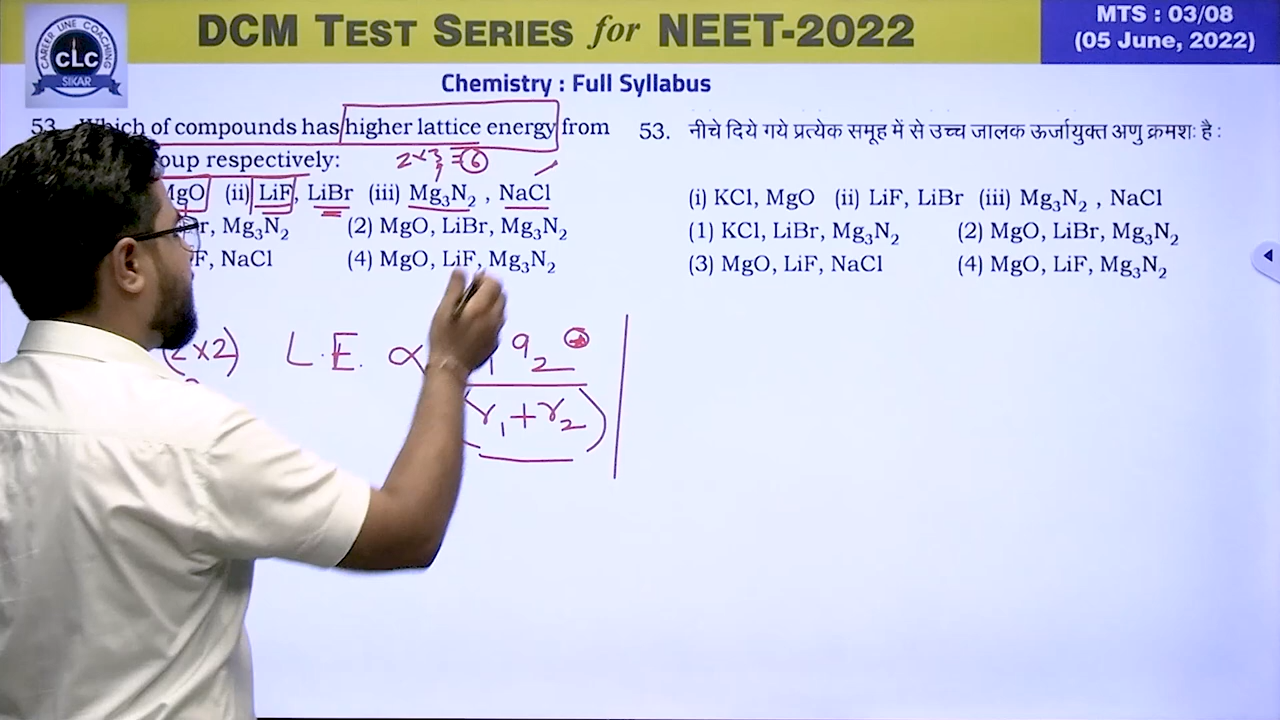 DCM TEST SERIES for NEET-2022
MTS : 03/08
(05 June, 2022)
CAREER LINE COACHING
CLC
SIKAR
Chemistry : Full Syllabus
53. Which of compounds has higher lattice energy from
oup respectively:
2×3 = 6
MgO (ii) LiF, LiBr (iii) Mg₃N₂ , NaCl
r, Mg₃N₂ (2) MgO, LiBr, Mg₃N₂
F, NaCl (4) MgO, LiF, Mg₃N₂
(2×2) L.E. ∝ q₂
(r₁+r₂)
53. नीचे दिये गये प्रत्येक समूह में से उच्च जालक ऊर्जायुक्त अणु क्रमशः है :
(i) KCl, MgO (ii) LiF, LiBr (iii) Mg₃N₂ , NaCl
(1) KCl, LiBr, Mg₃N₂ (2) MgO, LiBr, Mg₃N₂
(3) MgO, LiF, NaCl (4) MgO, LiF, Mg₃N₂